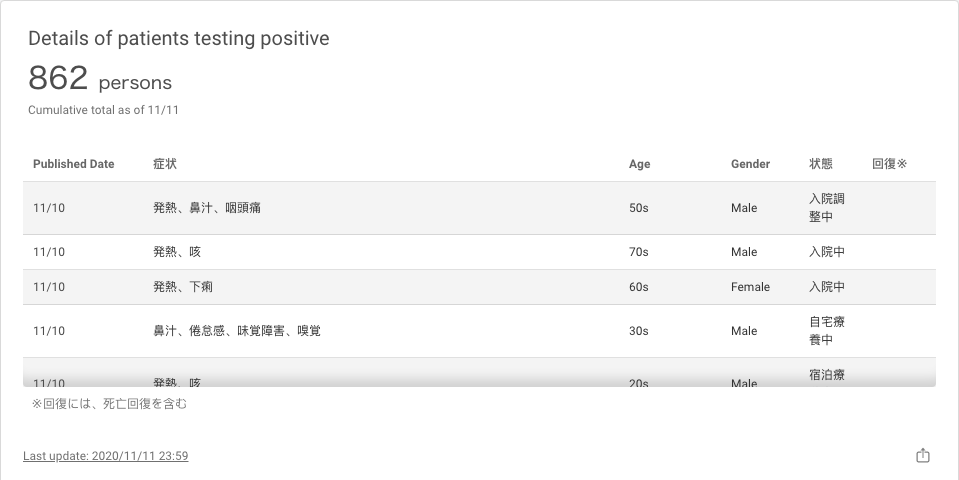 Details of patients testing positive
862 persons
Cumulative total as of 11/11
Published Date 症状 Age Gender 状態 回復※
11/10 発熱、鼻汁、咽頭痛 50s Male 入院調
整中
11/10 発熱、咳 70s Male 入院中
11/10 発熱、下痢 60s Female 入院中
11/10 鼻汁、倦怠感、味覚障害、嗅覚 30s Male 自宅療
養中
11/10 発熱、咳 20s Male 宿泊療
※回復には、死亡回復を含む
Last update: 2020/11/11 23:59